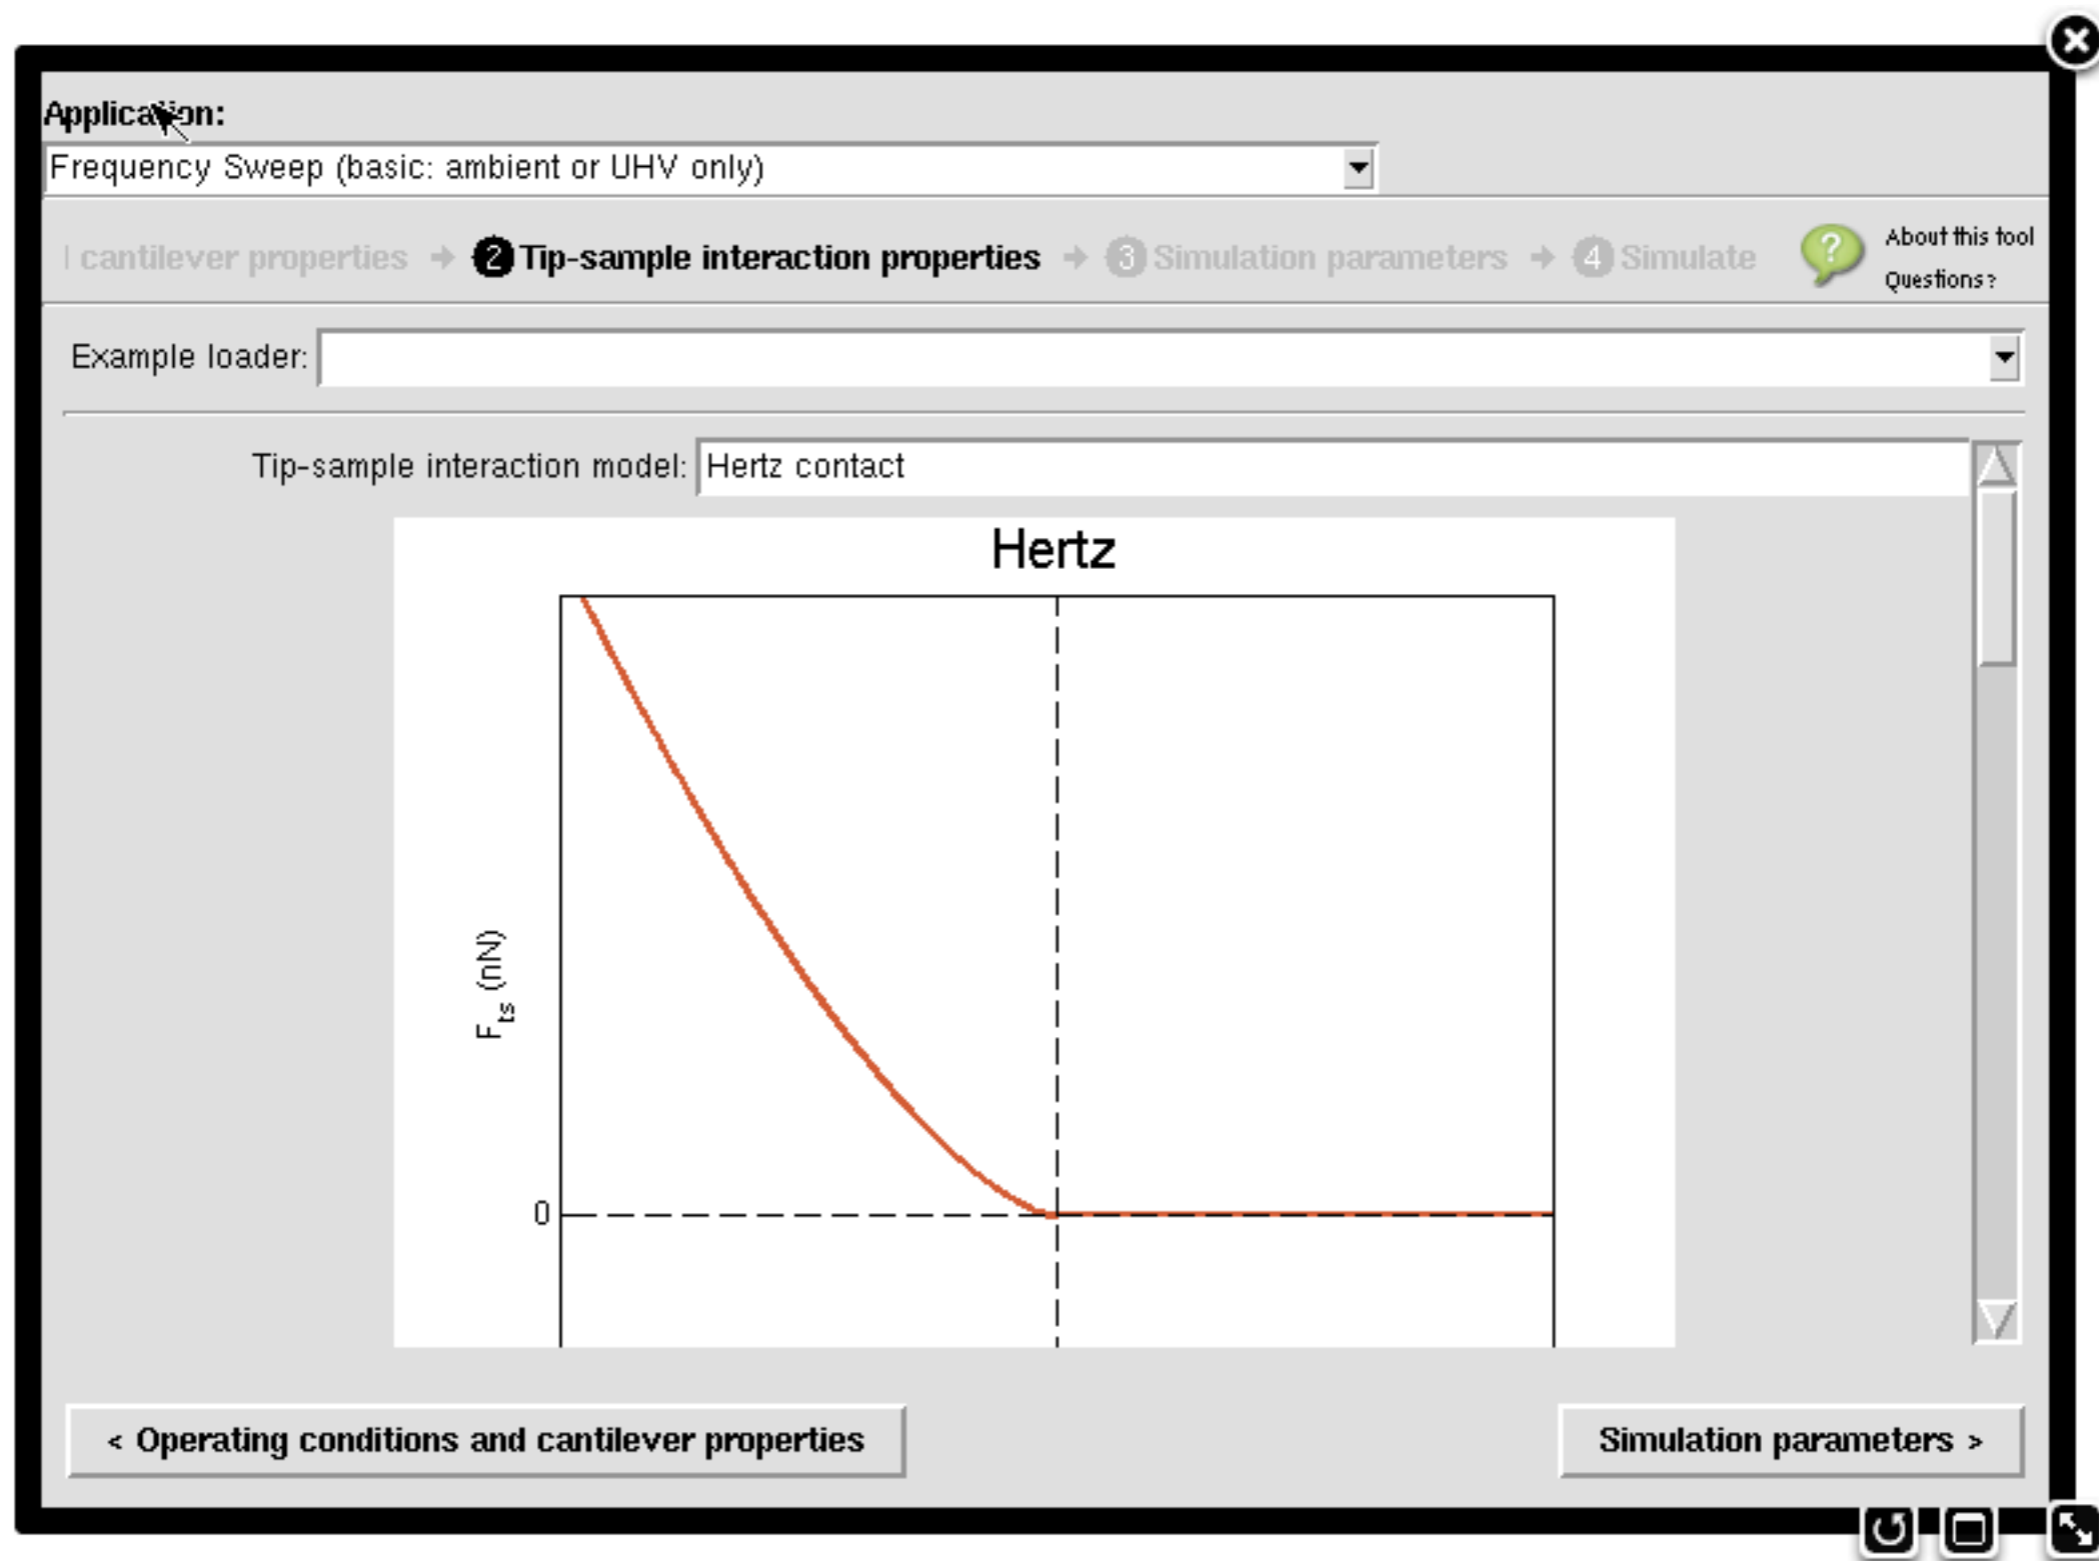 Application:
Frequency Sweep (basic: ambient or UHV only)
l cantilever properties → 2 Tip-sample interaction properties → 3 Simulation parameters → 4 Simulate
? About this tool
Questions?
Example loader:
Tip-sample interaction model: Hertz contact
Hertz
F_ts (nN)
0
< Operating conditions and cantilever properties
Simulation parameters >